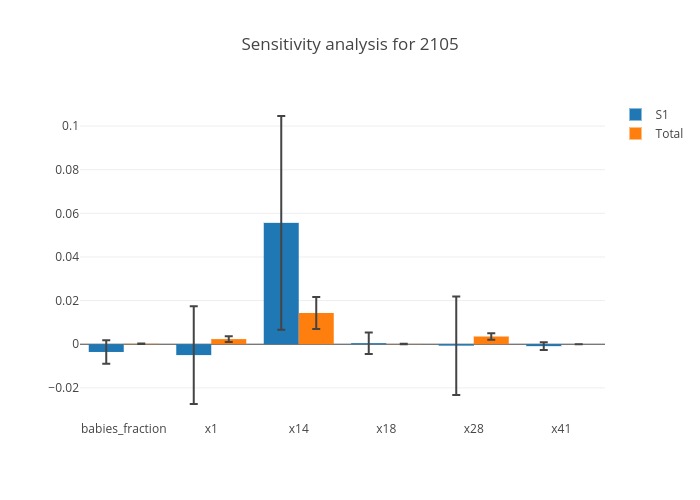 Sensitivity analysis for 2105
S1
Total
0.1
0.08
0.06
0.04
0.02
0
−0.02
babies_fraction
x1
x14
x18
x28
x41